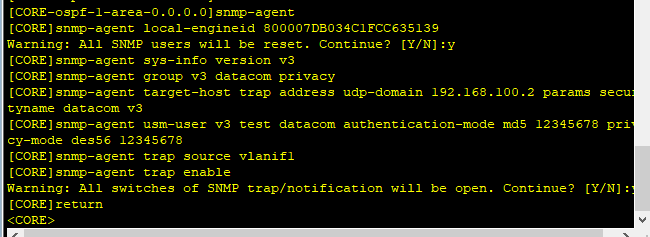 [CORE-ospf-1-area-0.0.0.0]snmp-agent
[CORE]snmp-agent local-engineid 800007DB034C1FCC635139
Warning: All SNMP users will be reset. Continue? [Y/N]:y
[CORE]snmp-agent sys-info version v3
[CORE]snmp-agent group v3 datacom privacy
[CORE]snmp-agent target-host trap address udp-domain 192.168.100.2 params secur
tyname datacom v3
[CORE]snmp-agent usm-user v3 test datacom authentication-mode md5 12345678 priv
cy-mode des56 12345678
[CORE]snmp-agent trap source vlanif1
[CORE]snmp-agent trap enable
Warning: All switches of SNMP trap/notification will be open. Continue? [Y/N]:y
[CORE]return
<CORE>